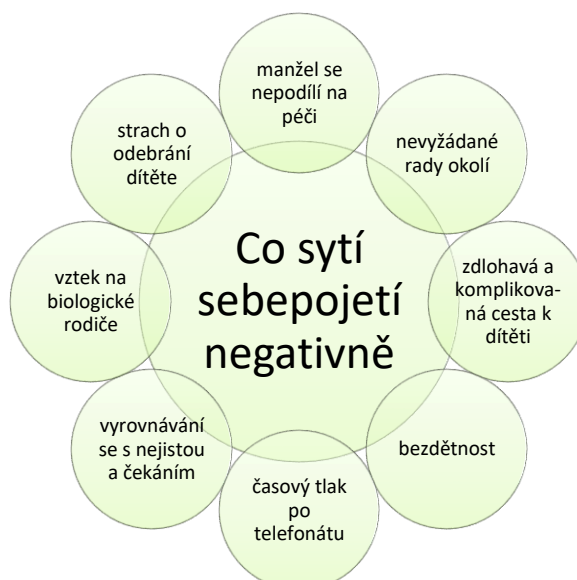 manžel se
nepodílí na
péči
nevyžádané
rady okolí
zdlohavá a
komplikova-
ná cesta k
dítěti
bezdětnost
časový tlak
po
telefonátu
vyrovnávání
se s nejistou
a čekáním
vztek na
biologické
rodiče
strach o
odebrání
dítěte
Co sytí
sebepojetí
negativně